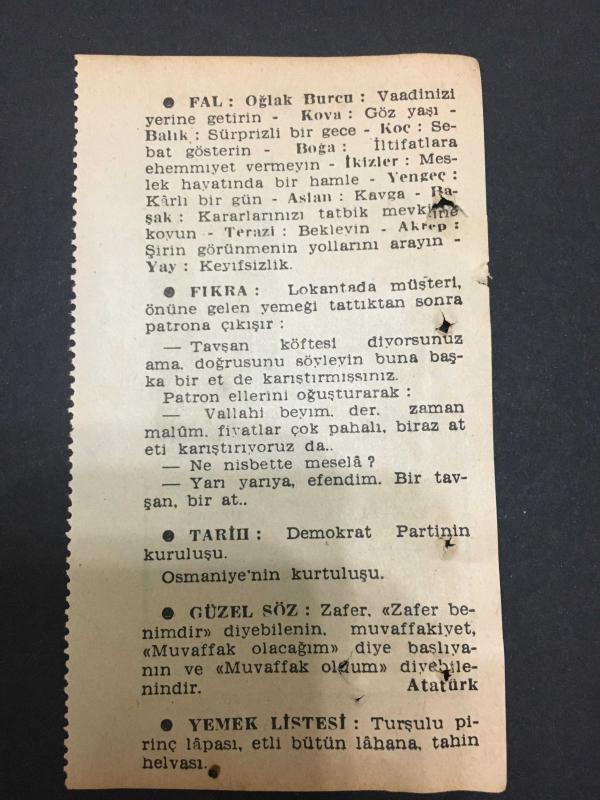 ● FAL : Oğlak Burcu : Vaadinizi
yerine getirin - Kova : Göz yaşı -
Balık : Sürprizli bir gece - Koç : Se-
bat gösterin - Boğa : İltifatlara
ehemmiyet vermeyin - İkizler : Mes-
lek hayatında bir hamle - Yengeç :
Kârlı bir gün - Aslan : Kavga - Ba-
şak : Kararlarınızı tatbik mevkiine
koyun - Terazi : Bekleyin - Akrep :
Şirin görünmenin yollarını arayın -
Yay : Keyifsizlik.
● FIKRA : Lokantada müşteri,
önüne gelen yemeği tattıktan sonra
patrona çıkışır :
— Tavşan köftesi diyorsunuz
ama, doğrusunu söyleyin buna baş-
ka bir et de karıştırmışsınız.
Patron ellerini oğuşturarak :
— Vallahi beyim, der, zaman
malûm, fiyatlar çok pahalı, biraz at
eti karıştırıyoruz da..
— Ne nisbette meselâ ?
— Yarı yarıya, efendim. Bir tav-
şan, bir at..
● TARİH : Demokrat Partinin
kuruluşu.
Osmaniye'nin kurtuluşu.
● GÜZEL SÖZ : Zafer, «Zafer be-
nimdir» diyebilenin, muvaffakiyet,
«Muvaffak olacağım» diye başlıya-
nın ve «Muvaffak oldum» diyebile-
nindir. Atatürk
● YEMEK LİSTESİ : Turşulu pi-
rinç lâpası, etli bütün lâhana, tahin
helvası.